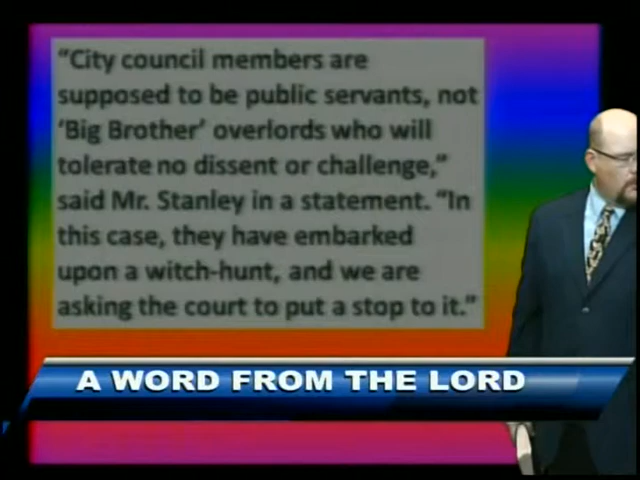 “City council members are
supposed to be public servants, not
‘Big Brother’ overlords who will
tolerate no dissent or challenge,”
said Mr. Stanley in a statement. “In
this case, they have embarked
upon a witch-hunt, and we are
asking the court to put a stop to it.”
A WORD FROM THE LORD